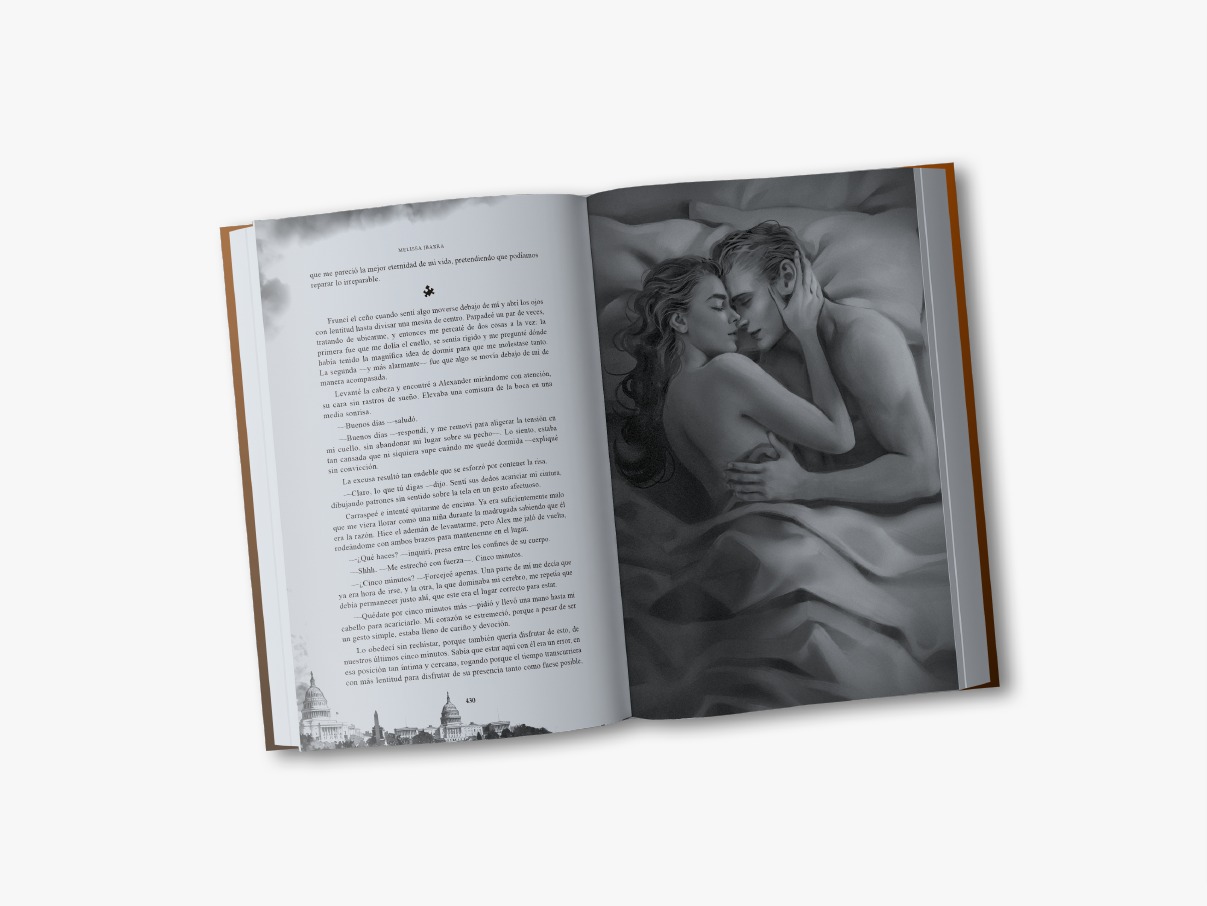 MELISSA IBARRA
que me pareció la mejor eternidad de mi vida, pretendiendo que podíamos
reparar lo irreparable.
Fruncí el ceño cuando sentí algo moverse debajo de mí y abrí los ojos
con lentitud hasta divisar una mesita de centro. Parpadeé un par de veces,
tratando de ubicarme, y entonces me percaté de dos cosas a la vez: la
primera fue que me dolía el cuello, se sentía rígido y me pregunté dónde
había tenido la magnífica idea de dormir para que me molestase tanto.
La segunda —y más alarmante— fue que algo se movía debajo de mí de
manera acompasada.
Levanté la cabeza y encontré a Alexander mirándome con atención,
su cara sin rastros de sueño. Elevaba una comisura de la boca en una
media sonrisa.
—Buenos días —saludó.
—Buenos días —respondí, y me removí para aligerar la tensión en
mi cuello, sin abandonar mi lugar sobre su pecho—. Lo siento, estaba
tan cansada que ni siquiera supe cuándo me quedé dormida —expliqué
sin convicción.
La excusa resultó tan endeble que se esforzó por contener la risa.
—Claro, lo que tú digas —dijo. Sentí sus dedos acariciar mi cintura,
dibujando patrones sin sentido sobre la tela en un gesto afectuoso.
Carraspeé e intenté quitarme de encima. Ya era suficientemente malo
que me viera llorar como una niña durante la madrugada sabiendo que él
era la razón. Hice el ademán de levantarme, pero Alex me jaló de vuelta,
rodeándome con ambos brazos para mantenerme en el lugar.
—¿Qué haces? —inquirí, presa entre los confines de su cuerpo.
—Shhh. —Me estrechó con fuerza—. Cinco minutos.
—¿Cinco minutos? —Forcejeé apenas. Una parte de mí me decía que
ya era hora de irse, y la otra, la que dominaba mi cerebro, me repetía que
debía permanecer justo ahí, que este era el lugar correcto para estar.
—Quédate por cinco minutos más —pidió y llevó una mano hasta mi
cabello para acariciarlo. Mi corazón se estremeció, porque a pesar de ser
un gesto simple, estaba lleno de cariño y devoción.
Lo obedecí sin rechistar, porque también quería disfrutar de esto, de
nuestros últimos cinco minutos. Sabía que estar aquí con él era un error, en
esa posición tan íntima y cercana, rogando porque el tiempo transcurriera
con más lentitud para disfrutar de su presencia tanto como fuese posible,
430